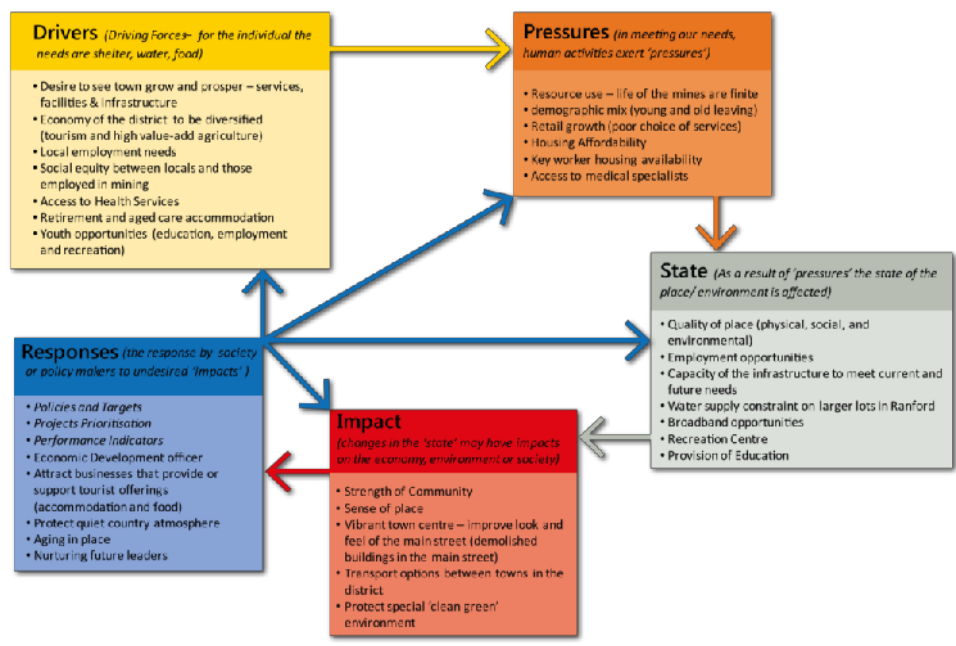 Drivers (Driving Forces– for the individual the
needs are shelter, water, food)
• Desire to see town grow and prosper – services,
facilities & infrastructure
• Economy of the district to be diversified
(tourism and high value-add agriculture)
• Local employment needs
• Social equity between locals and those
employed in mining
• Access to Health Services
• Retirement and aged care accommodation
• Youth opportunities (education, employment
and recreation)
Pressures (in meeting our needs,
human activities exert ‘pressures’)
• Resource use – life of the mines are finite
• demographic mix (young and old leaving)
• Retail growth (poor choice of services)
• Housing Affordability
• Key worker housing availability
• Access to medical specialists
State (As a result of ‘pressures’ the state of the
place/ environment is affected)
• Quality of place (physical, social, and
environmental)
• Employment opportunities
• Capacity of the infrastructure to meet current and
future needs
• Water supply constraint on larger lots in Ranford
• Broadband opportunities
• Recreation Centre
• Provision of Education
Responses (the response by society
or policy makers to undesired ‘impacts’ )
• Policies and Targets
• Projects Prioritisation
• Performance Indicators
• Economic Development officer
• Attract businesses that provide or
support tourist offerings
(accommodation and food)
• Protect quiet country atmosphere
• Aging in place
• Nurturing future leaders
Impact
(changes in the ‘state’ may have impacts
on the economy, environment or society)
• Strength of Community
• Sense of place
• Vibrant town centre – improve look and
feel of the main street (demolished
buildings in the main street)
• Transport options between towns in the
district
• Protect special ‘clean green’
environment